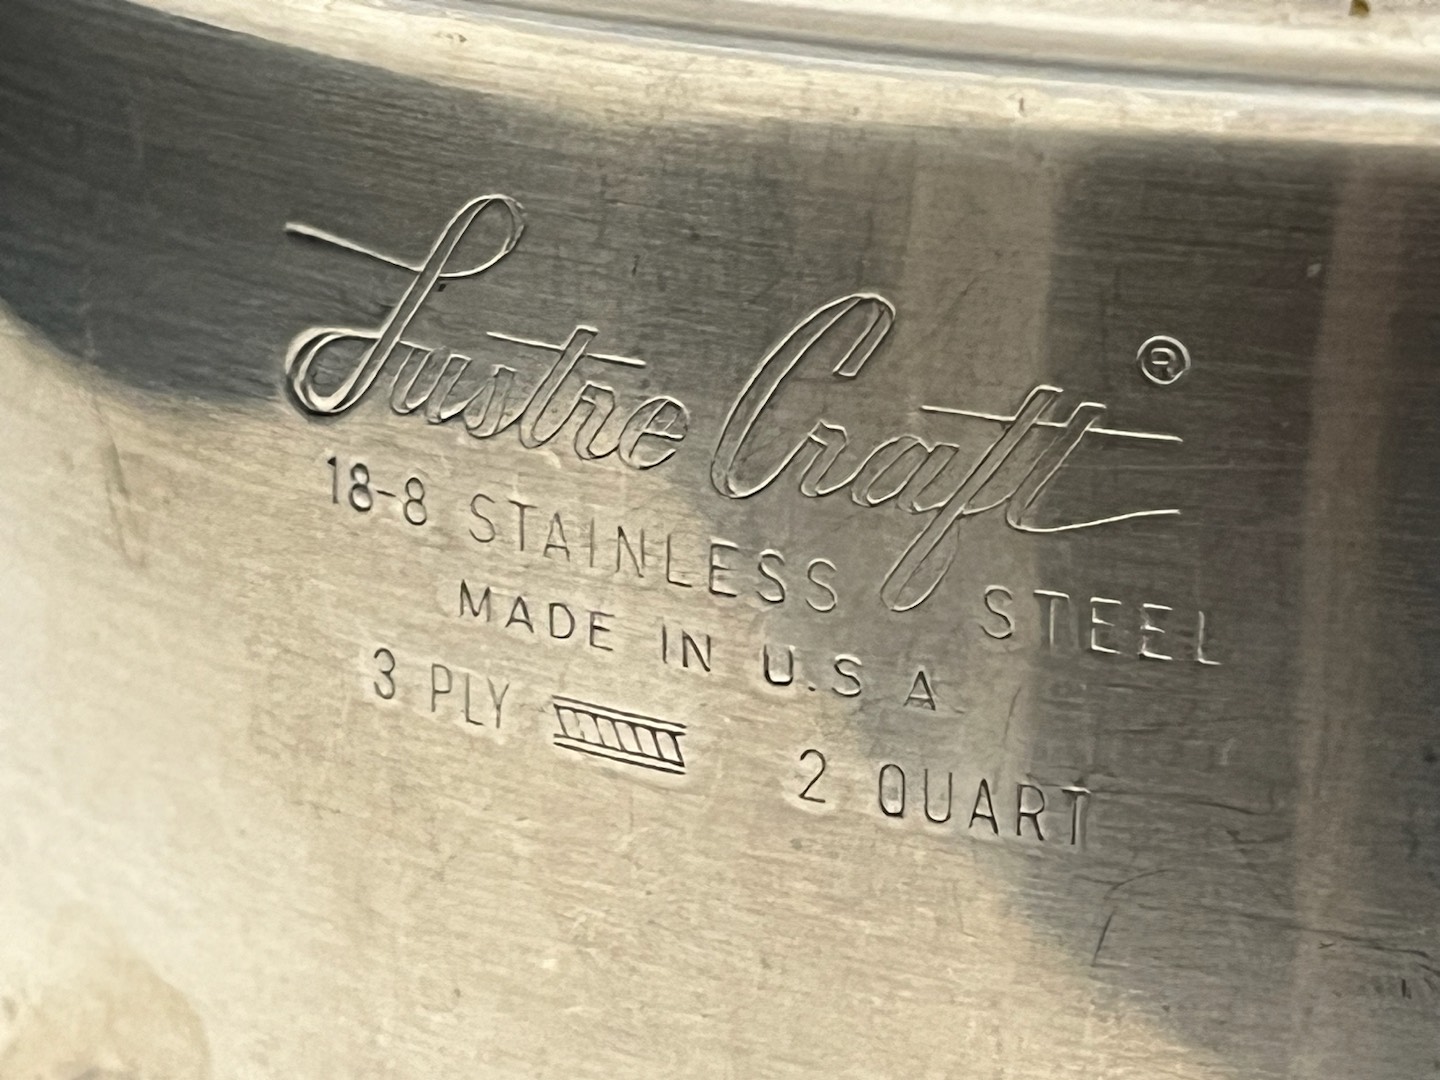 Lustre Craft ®
18-8 STAINLESS STEEL
MADE IN U.S A
3 PLY 2 QUART